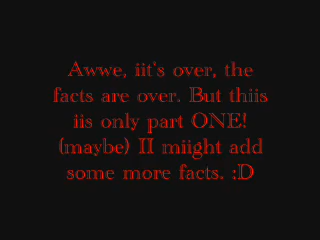 Awwe, iit's over, the
facts are over. But thiis
iis only part ONE!
(maybe) II miight add
some more facts. :D